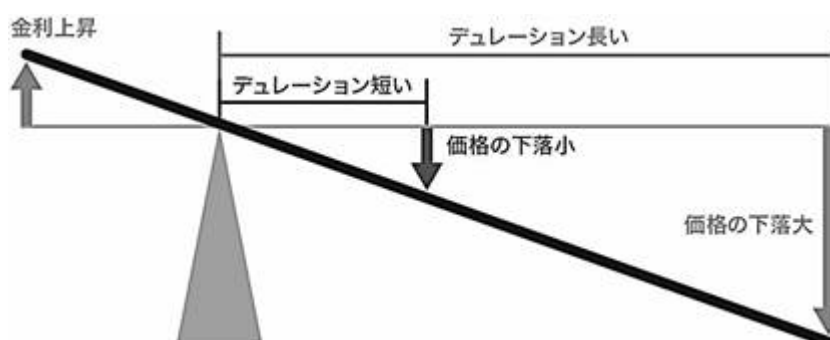 金利上昇
デュレーション長い
デュレーション短い
価格の下落小
価格の下落大